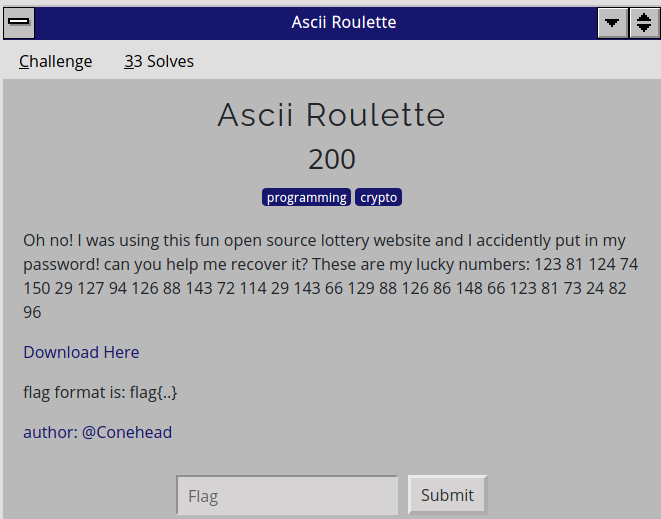 Ascii Roulette
Challenge 33 Solves
Ascii Roulette
200
programming crypto
Oh no! I was using this fun open source lottery website and I accidently put in my
password! can you help me recover it? These are my lucky numbers: 123 81 124 74
150 29 127 94 126 88 143 72 114 29 143 66 129 88 126 86 148 66 123 81 73 24 82
96
Download Here
flag format is: flag{..}
author: @Conehead
Flag Submit